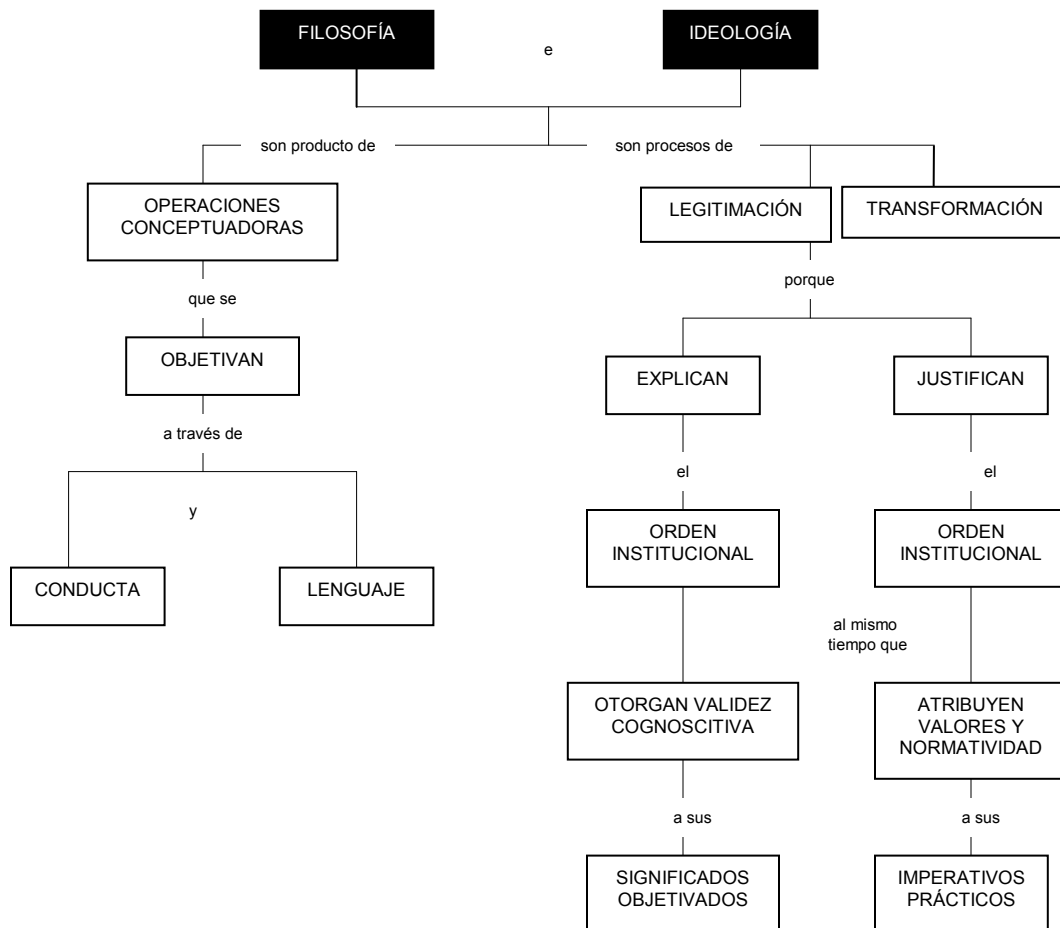 FILOSOFÍA
e
IDEOLOGÍA
son producto de
son procesos de
OPERACIONES
CONCEPTUADORAS
LEGITIMACIÓN
TRANSFORMACIÓN
que se
porque
OBJETIVAN
EXPLICAN
JUSTIFICAN
a través de
el
el
y
ORDEN
INSTITUCIONAL
ORDEN
INSTITUCIONAL
CONDUCTA
LENGUAJE
al mismo
tiempo que
OTORGAN VALIDEZ
COGNOSCITIVA
ATRIBUYEN
VALORES Y
NORMATIVIDAD
a sus
a sus
SIGNIFICADOS
OBJETIVADOS
IMPERATIVOS
PRÁCTICOS